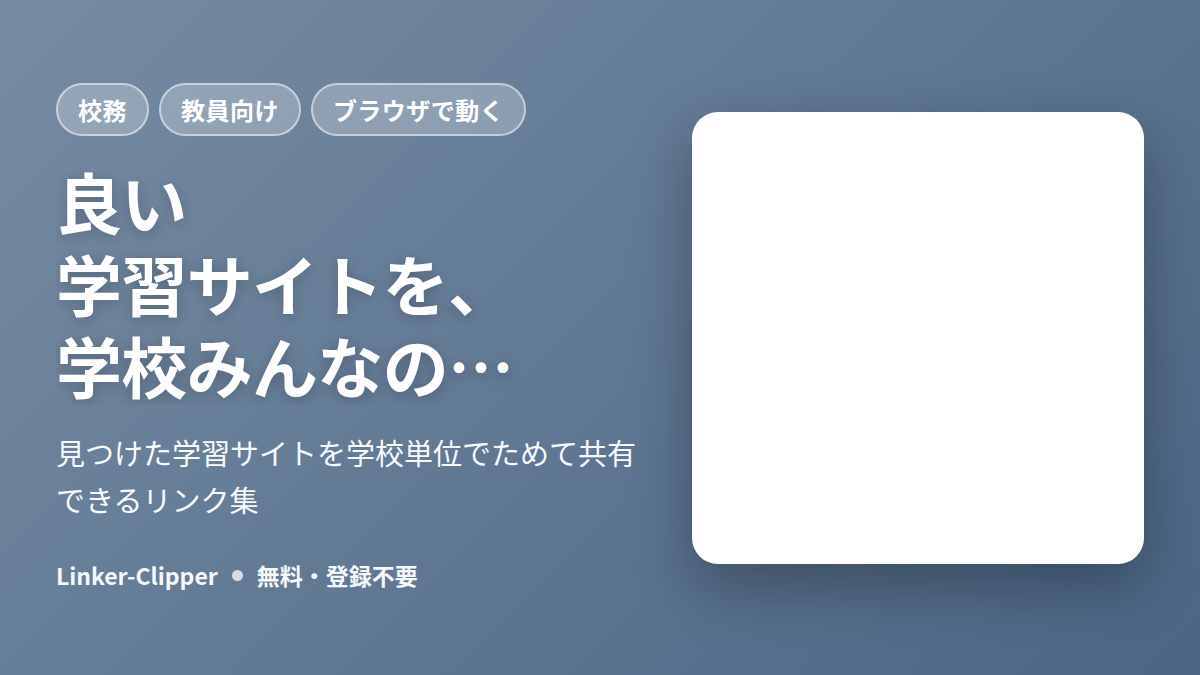 校務 教員向け ブラウザで動く
良い
学習サイトを、
学校みんなの…
見つけた学習サイトを学校単位でためて共有
できるリンク集
Linker-Clipper ● 無料・登録不要